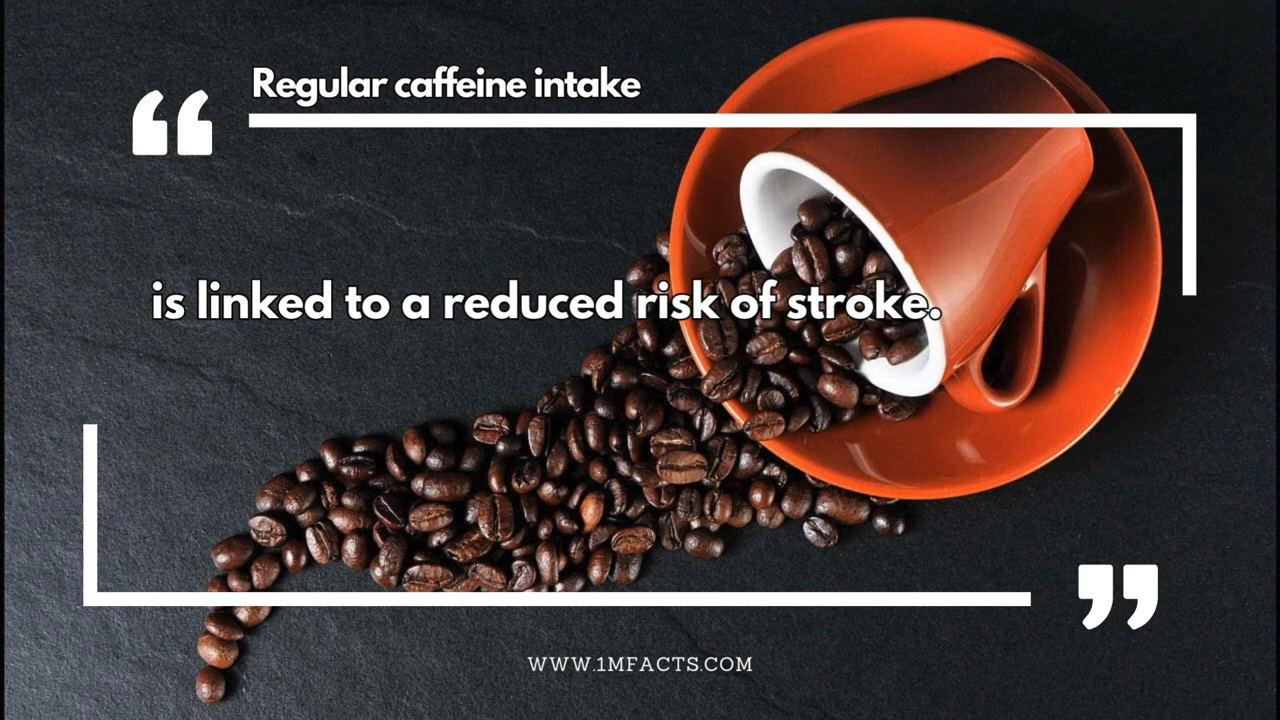 “
Regular caffeine intake
is linked to a reduced risk of stroke.
”
WWW.1MFACTS.COM